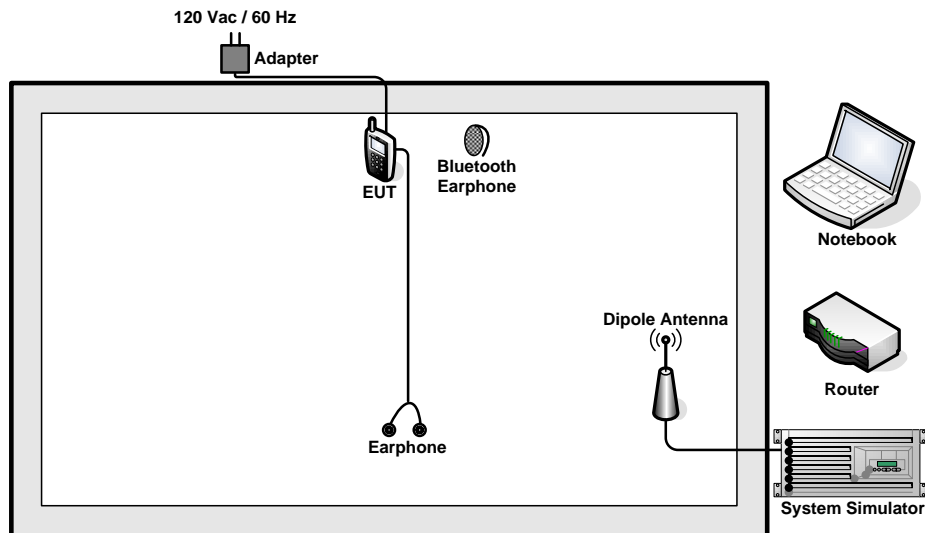 120 Vac / 60 Hz
Adapter
EUT
Bluetooth
Earphone
Notebook
Dipole Antenna
Router
Earphone
System Simulator